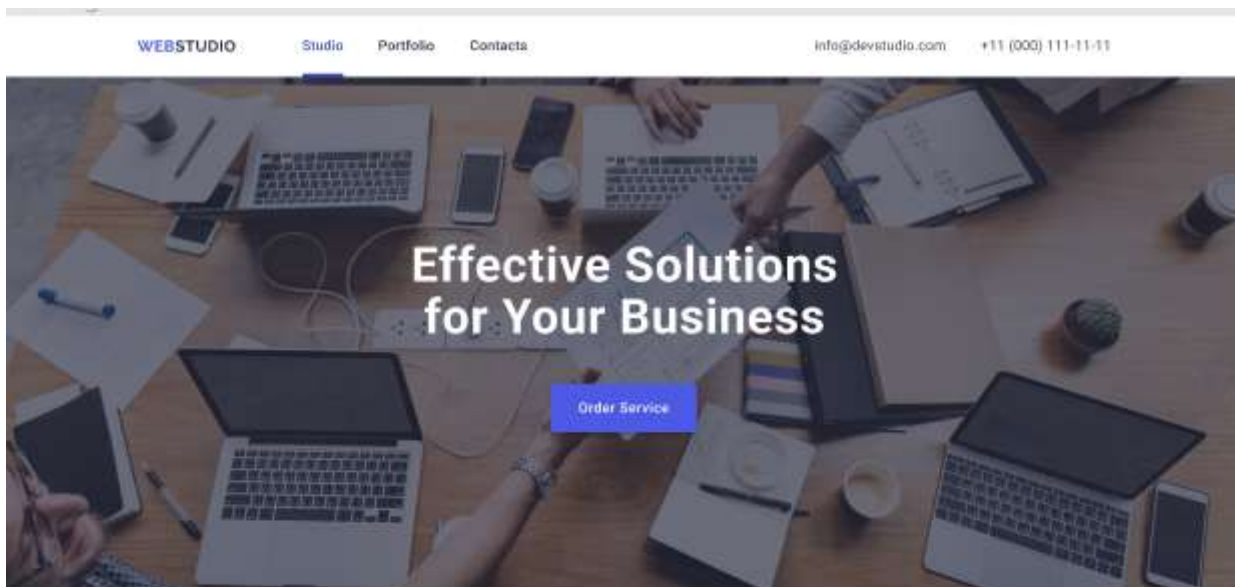 WEBSTUDIO
Studio
Portfolio
Contacts
info@devstudio.com
+11 (000) 111-11-11
Effective Solutions
for Your Business
Order Service